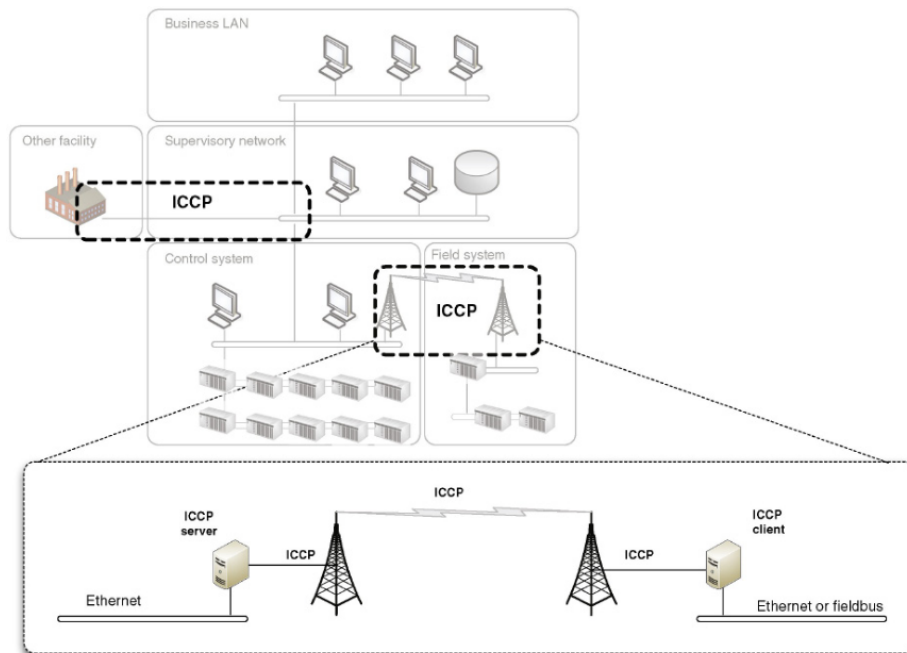 Business LAN
Other facility
Supervisory network
ICCP
Control system
Field system
ICCP
ICCP
ICCP
server
ICCP
client
ICCP
ICCP
Ethernet
Ethernet or fieldbus